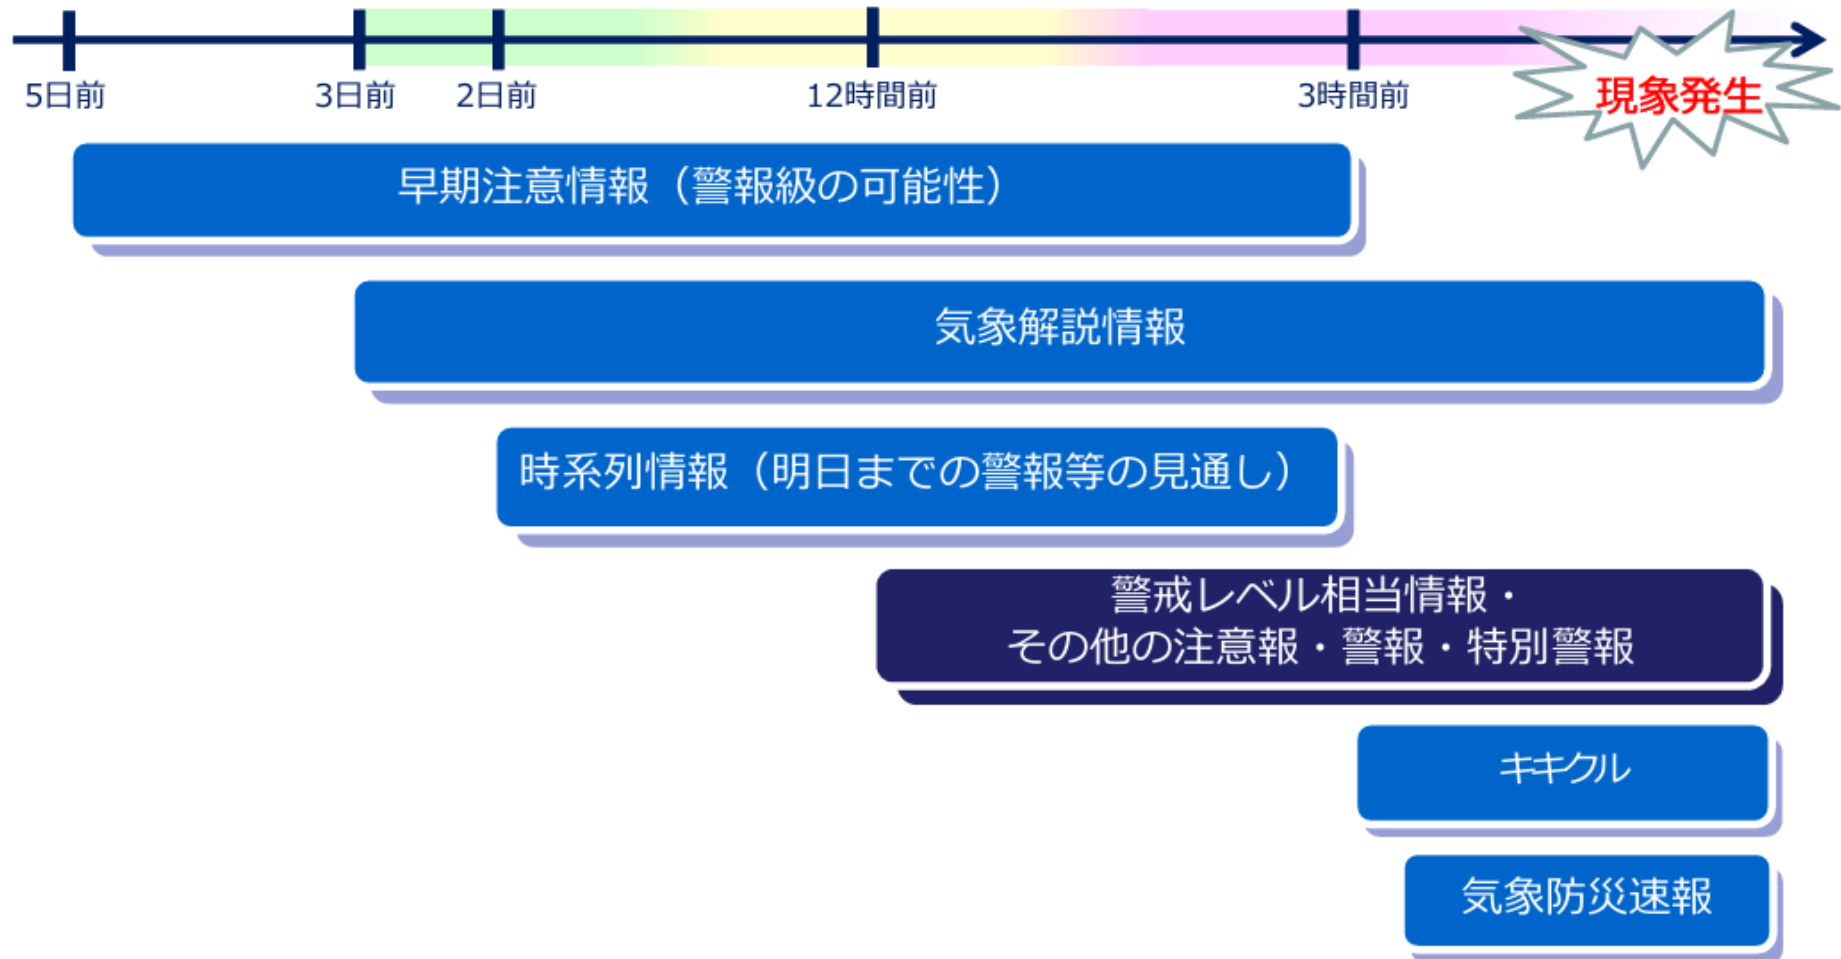 5日前
3日前
2日前
12時間前
3時間前
現象発生
早期注意情報（警報級の可能性）
気象解説情報
時系列情報（明日までの警報等の見通し）
警戒レベル相当情報・
その他の注意報・警報・特別警報
キキクル
気象防災速報